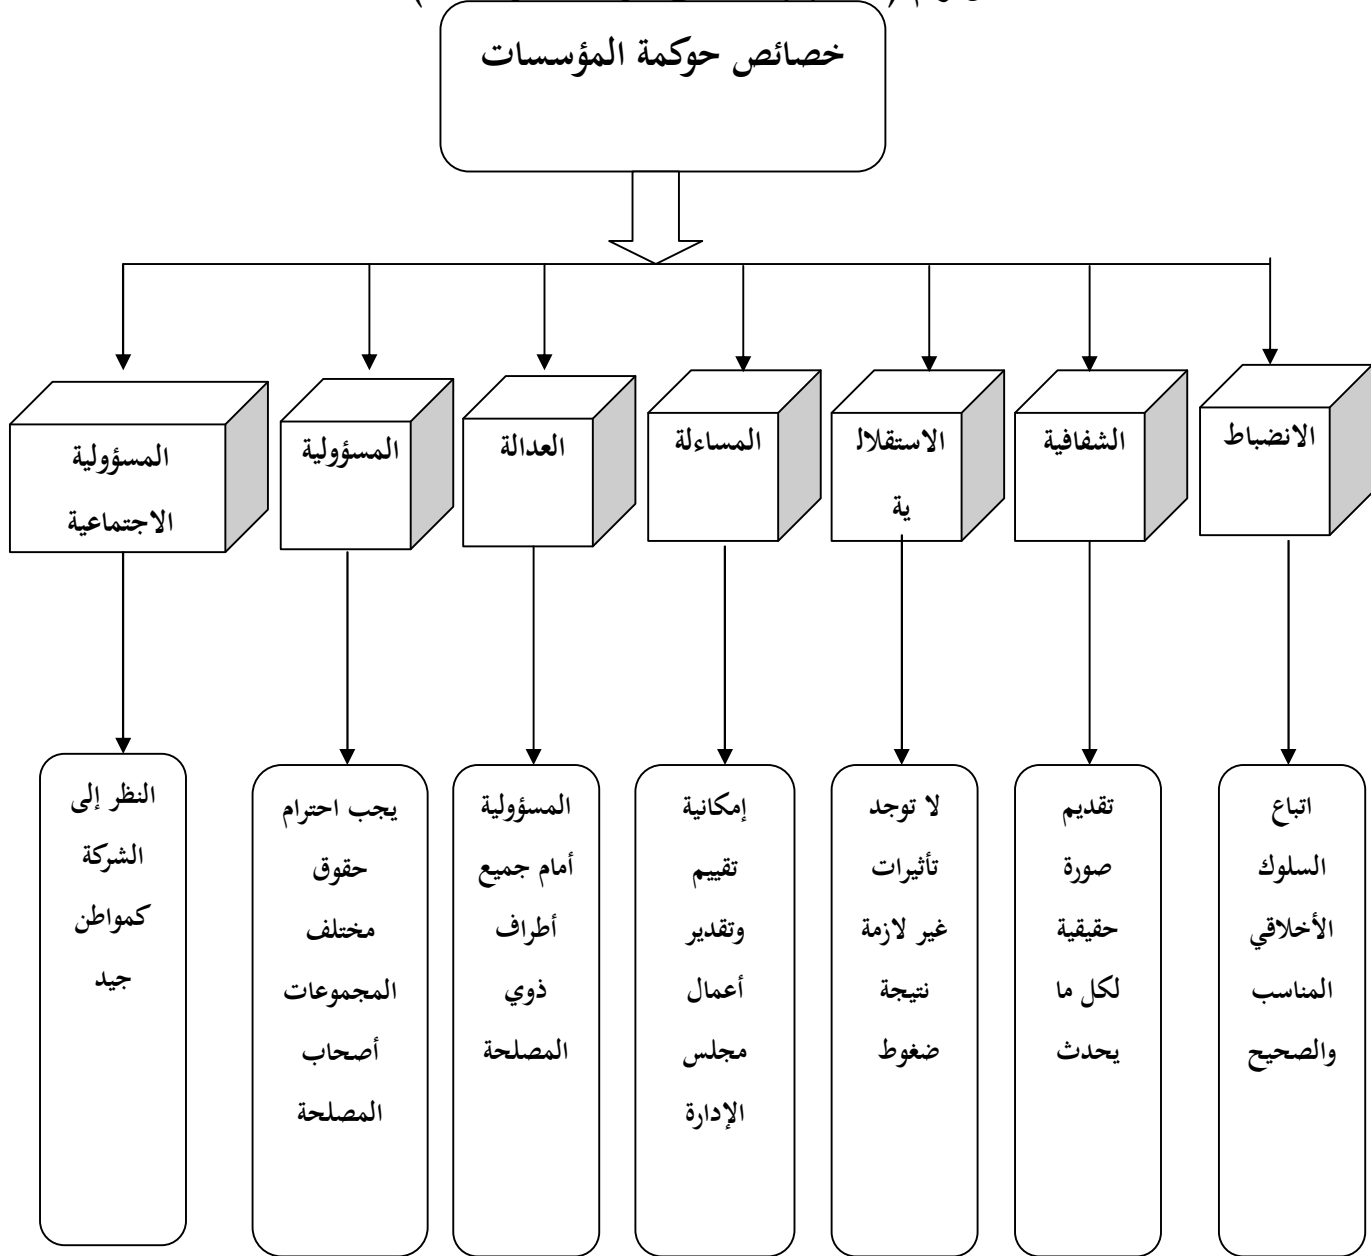 خصائص حوكمة المؤسسات
الانضباط
الشفافية
الاستقلال
ية
المساءلة
العدالة
المسؤولية
المسؤولية
الاجتماعية
اتباع
السلوك
الأخلاقي
المناسب
والصحيح
تقديم
صورة
حقيقية
لكل ما
يحدث
لا توجد
تأثيرات
غير لازمة
نتيجة
ضغوط
إمكانية
تقييم
وتقدير
أعمال
مجلس
الإدارة
المسؤولية
أمام جميع
أطراف
ذوي
المصلحة
يجب احترام
حقوق
مختلف
المجموعات
أصحاب
المصلحة
النظر إلى
الشركة
كمواطن
جيد